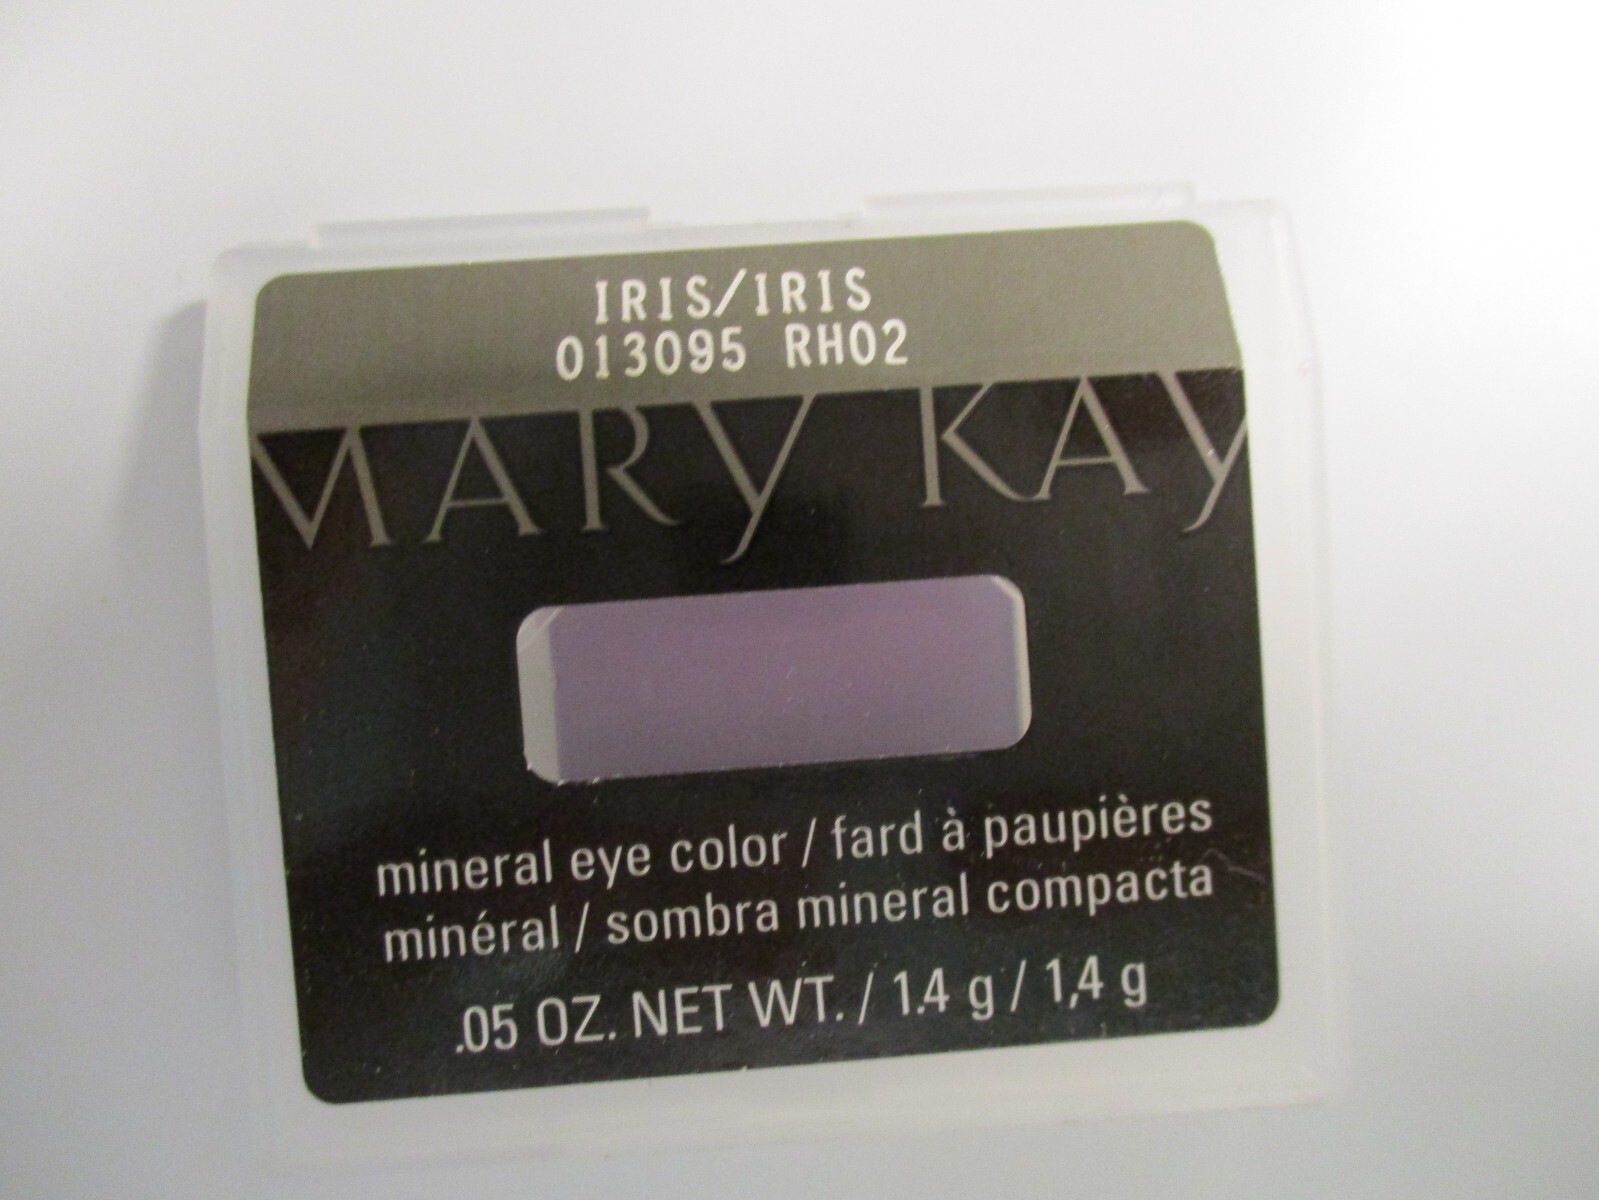 IRIS/IRIS
013095 RH02
MARY KAY
mineral eye color / fard à paupières
minéral / sombra mineral compacta
.05 OZ. NET WT. / 1.4 g / 1,4 g